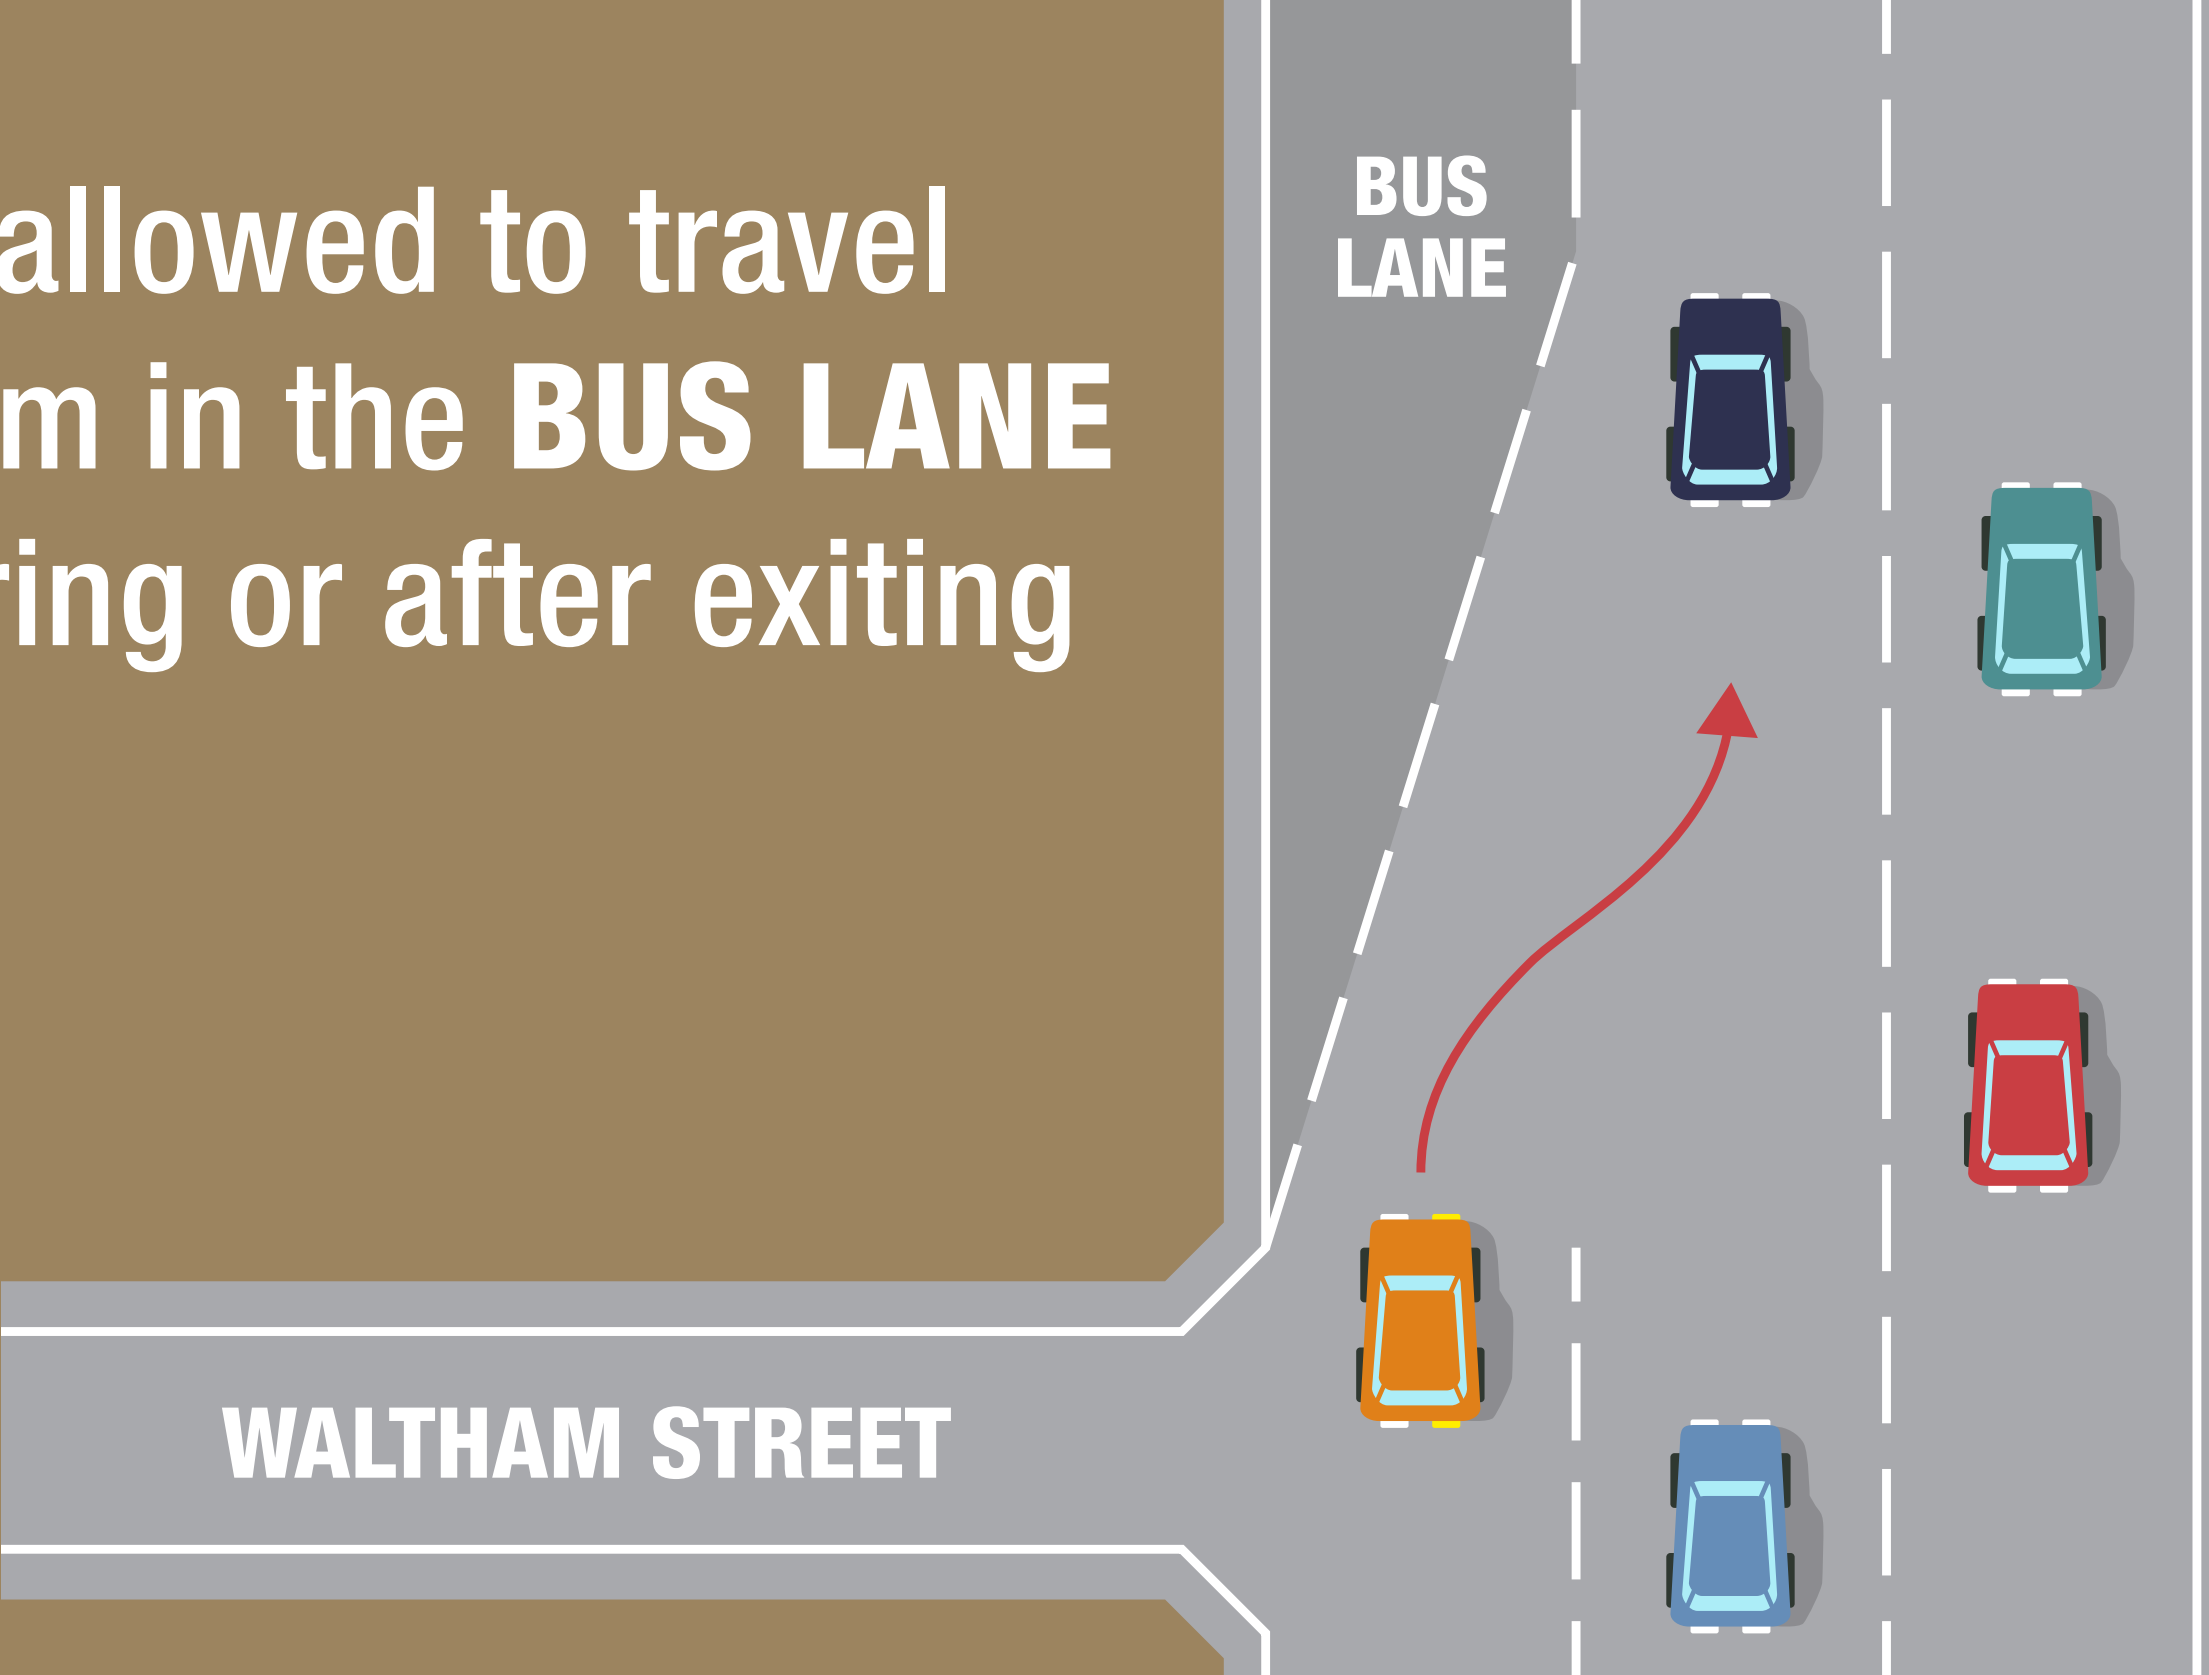 allowed to travel
m in the BUS LANE
ring or after exiting
BUS
LANE
WALTHAM STREET